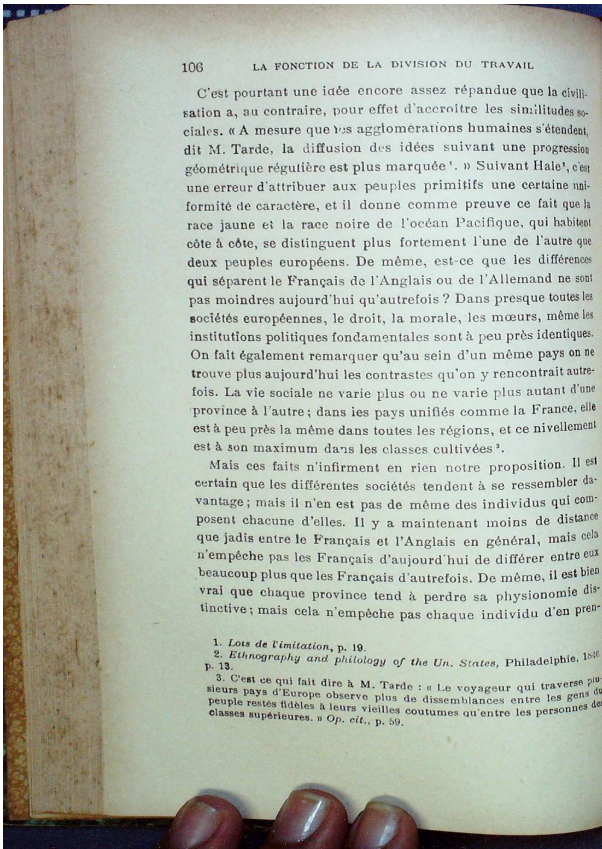 106 LA FONCTION DE LA DIVISION DU TRAVAIL
C'est pourtant une idée encore assez répandue que la civili-
sation a, au contraire, pour effet d'accroître les similitudes so-
ciales. « A mesure que les agglomérations humaines s'étendent,
dit M. Tarde, la diffusion des idées suivant une progression
géométrique régulière est plus marquée ¹. » Suivant Hale ², c'est
une erreur d'attribuer aux peuples primitifs une certaine uni-
formité de caractère, et il donne comme preuve ce fait que la
race jaune et la race noire de l'océan Pacifique, qui habitent
côte à côte, se distinguent plus fortement l'une de l'autre que
deux peuples européens. De même, est-ce que les différences
qui séparent le Français de l'Anglais ou de l'Allemand ne sont
pas moindres aujourd'hui qu'autrefois ? Dans presque toutes les
sociétés européennes, le droit, la morale, les mœurs, même les
institutions politiques fondamentales sont à peu près identiques.
On fait également remarquer qu'au sein d'un même pays on ne
trouve plus aujourd'hui les contrastes qu'on y rencontrait autre-
fois. La vie sociale ne varie plus ou ne varie plus autant d'une
province à l'autre ; dans les pays unifiés comme la France, elle
est à peu près la même dans toutes les régions, et ce nivellement
est à son maximum dans les classes cultivées ³.
Mais ces faits n'infirment en rien notre proposition. Il est
certain que les différentes sociétés tendent à se ressembler da-
vantage ; mais il n'en est pas de même des individus qui com-
posent chacune d'elles. Il y a maintenant moins de distance
que jadis entre le Français et l'Anglais en général, mais cela
n'empêche pas les Français d'aujourd'hui de différer entre eux
beaucoup plus que les Français d'autrefois. De même, il est bien
vrai que chaque province tend à perdre sa physionomie dis-
tinctive ; mais cela n'empêche pas chaque individu d'en pren-
1. Lois de l'imitation, p. 19.
2. Ethnography and philology of the Un. States, Philadelphie,
p. 13.
3. C'est ce qui fait dire à M. Tarde : « Le voyageur qui traverse plu-
sieurs pays d'Europe observe plus de dissemblances entre les gens du
peuple restés fidèles à leurs vieilles coutumes qu'entre les personnes des
classes supérieures. » Op. cit., p. 59.